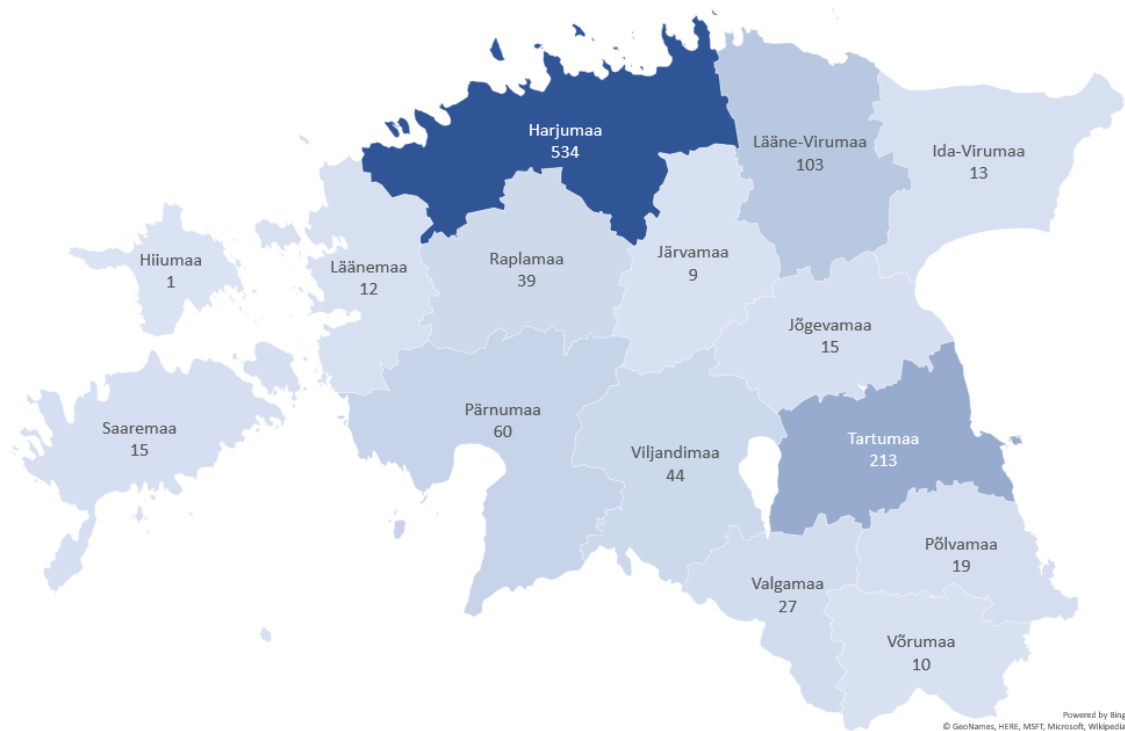 Harjumaa
534
Lääne-Virumaa
103
Ida-Virumaa
13
Hiiumaa
1
Läänemaa
12
Raplamaa
39
Järvamaa
9
Jõgevamaa
15
Saaremaa
15
Pärnumaa
60
Viljandimaa
44
Tartumaa
213
Põlvamaa
19
Valgamaa
27
Võrumaa
10
Powered by Bing
© GeoNames, HERE, MSFT, Microsoft, Wikipedia